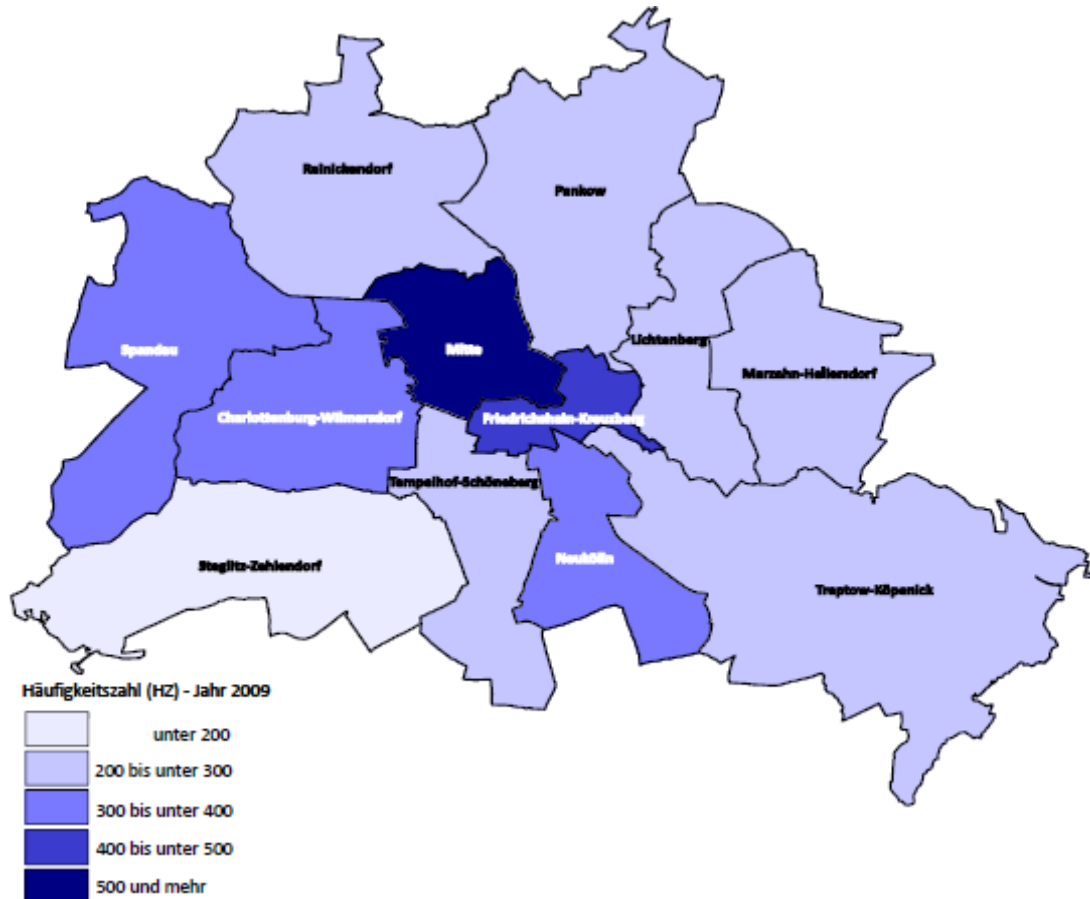 Reinickendorf
Pankow
Lichtenberg
Spandau
Mitte
Marzahn-Hellersdorf
Charlottenburg-Wilmersdorf
Friedrichshain-Kreuzberg
Tempelhof-Schöneberg
Steglitz-Zehlendorf
Neukölln
Treptow-Köpenick
Häufigkeitszahl (HZ) - Jahr 2009
unter 200
200 bis unter 300
300 bis unter 400
400 bis unter 500
500 und mehr